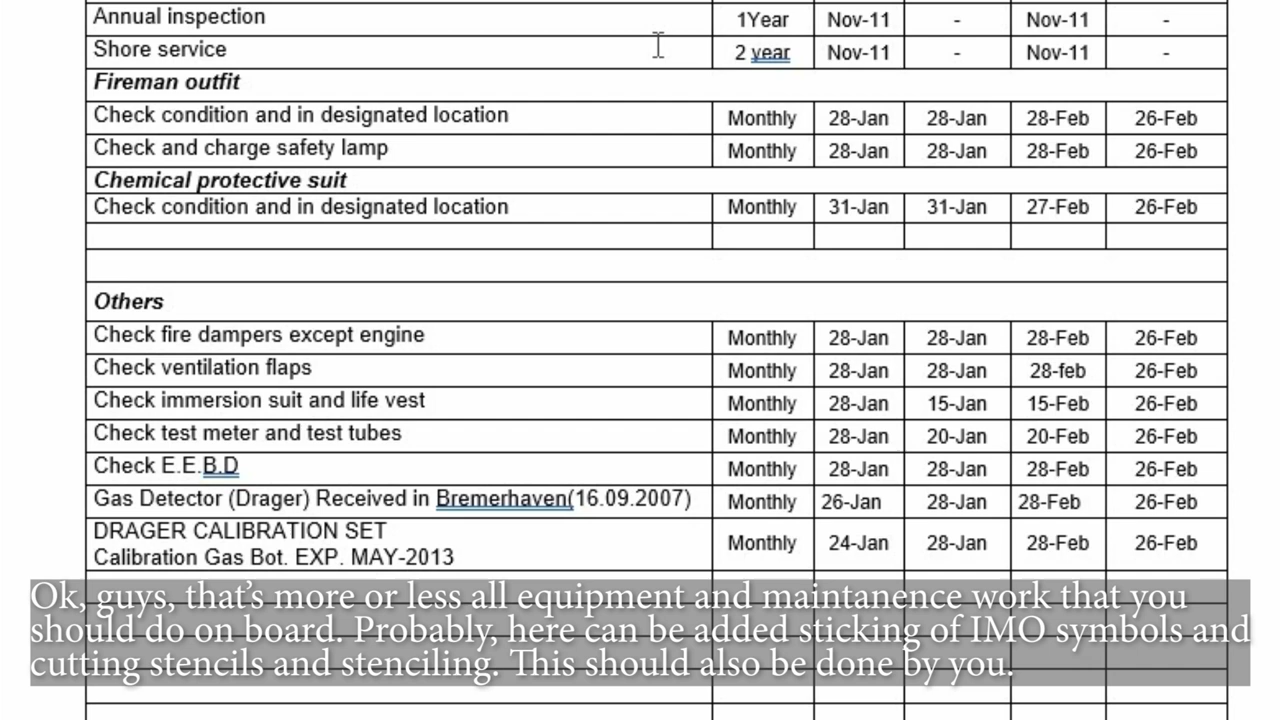 Annual inspection 1Year Nov-11 - Nov-11 -
Shore service 2 year Nov-11 - Nov-11 -
Fireman outfit
Check condition and in designated location Monthly 28-Jan 28-Jan 28-Feb 26-Feb
Check and charge safety lamp Monthly 28-Jan 28-Jan 28-Feb 26-Feb
Chemical protective suit
Check condition and in designated location Monthly 31-Jan 31-Jan 27-Feb 26-Feb
Others
Check fire dampers except engine Monthly 28-Jan 28-Jan 28-Feb 26-Feb
Check ventilation flaps Monthly 28-Jan 28-Jan 28-feb 26-Feb
Check immersion suit and life vest Monthly 28-Jan 15-Jan 15-Feb 26-Feb
Check test meter and test tubes Monthly 28-Jan 20-Jan 20-Feb 26-Feb
Check E.E.B.D Monthly 28-Jan 28-Jan 28-Feb 26-Feb
Gas Detector (Drager) Received in Bremerhaven(16.09.2007) Monthly 26-Jan 28-Jan 28-Feb 26-Feb
DRAGER CALIBRATION SET
Calibration Gas Bot. EXP. MAY-2013 Monthly 24-Jan 28-Jan 28-Feb 26-Feb
Ok, guys, that's more or less all equipment and maintanence work that you
should do on board. Probably, here can be added sticking of IMO symbols and
cutting stencils and stenciling. This should also be done by you.